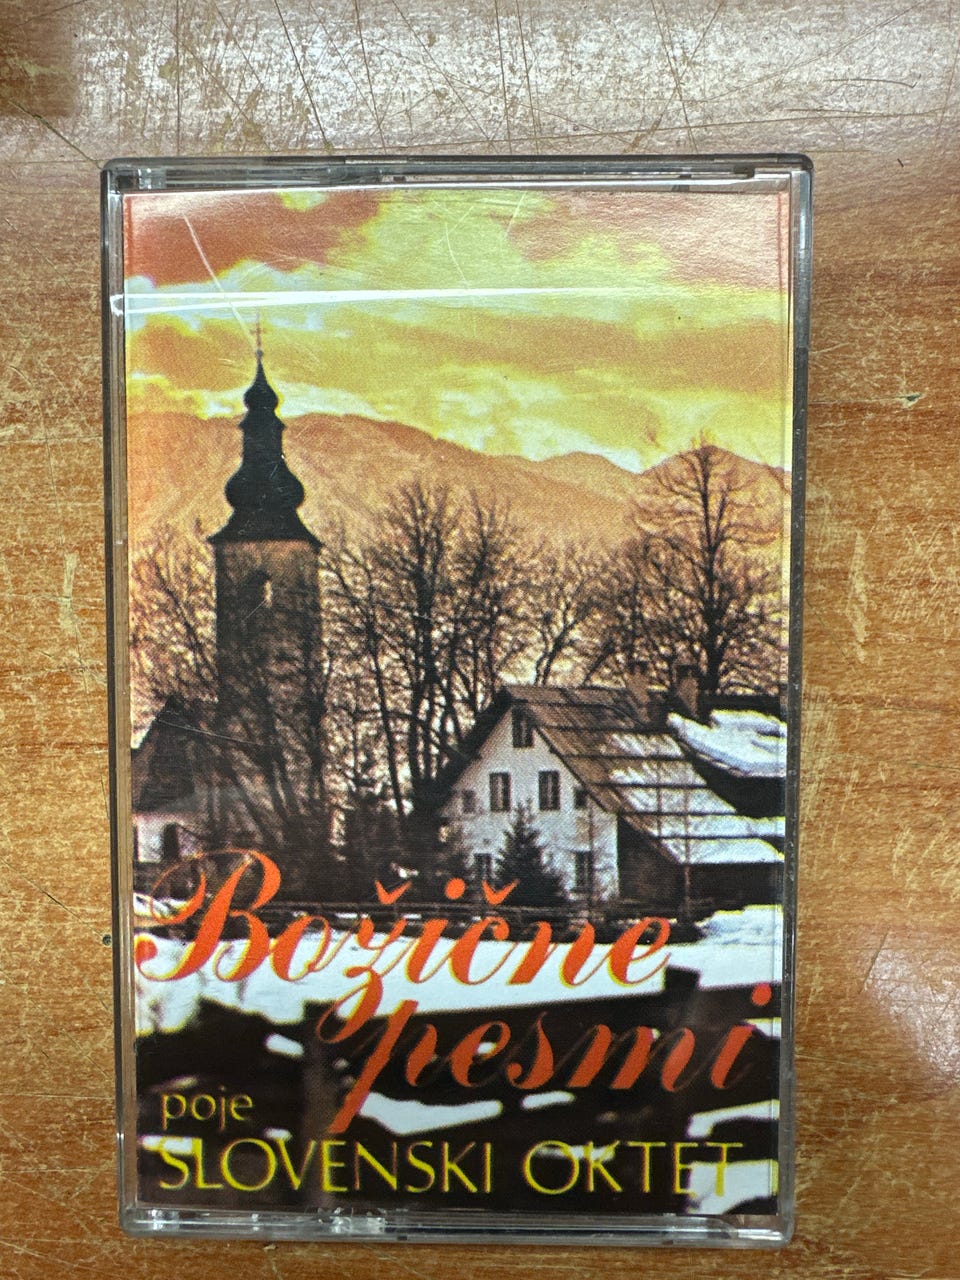 Božične
pesmi
poje
SLOVENSKI OKTET